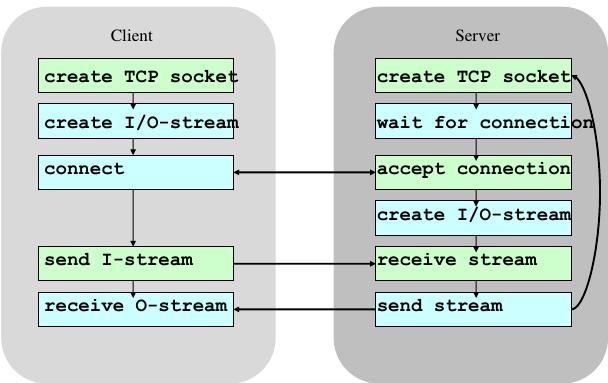 Client
create TCP socket
create I/O-stream
connect
send I-stream
receive O-stream
Server
create TCP socket
wait for connection
accept connection
create I/O-stream
receive stream
send stream